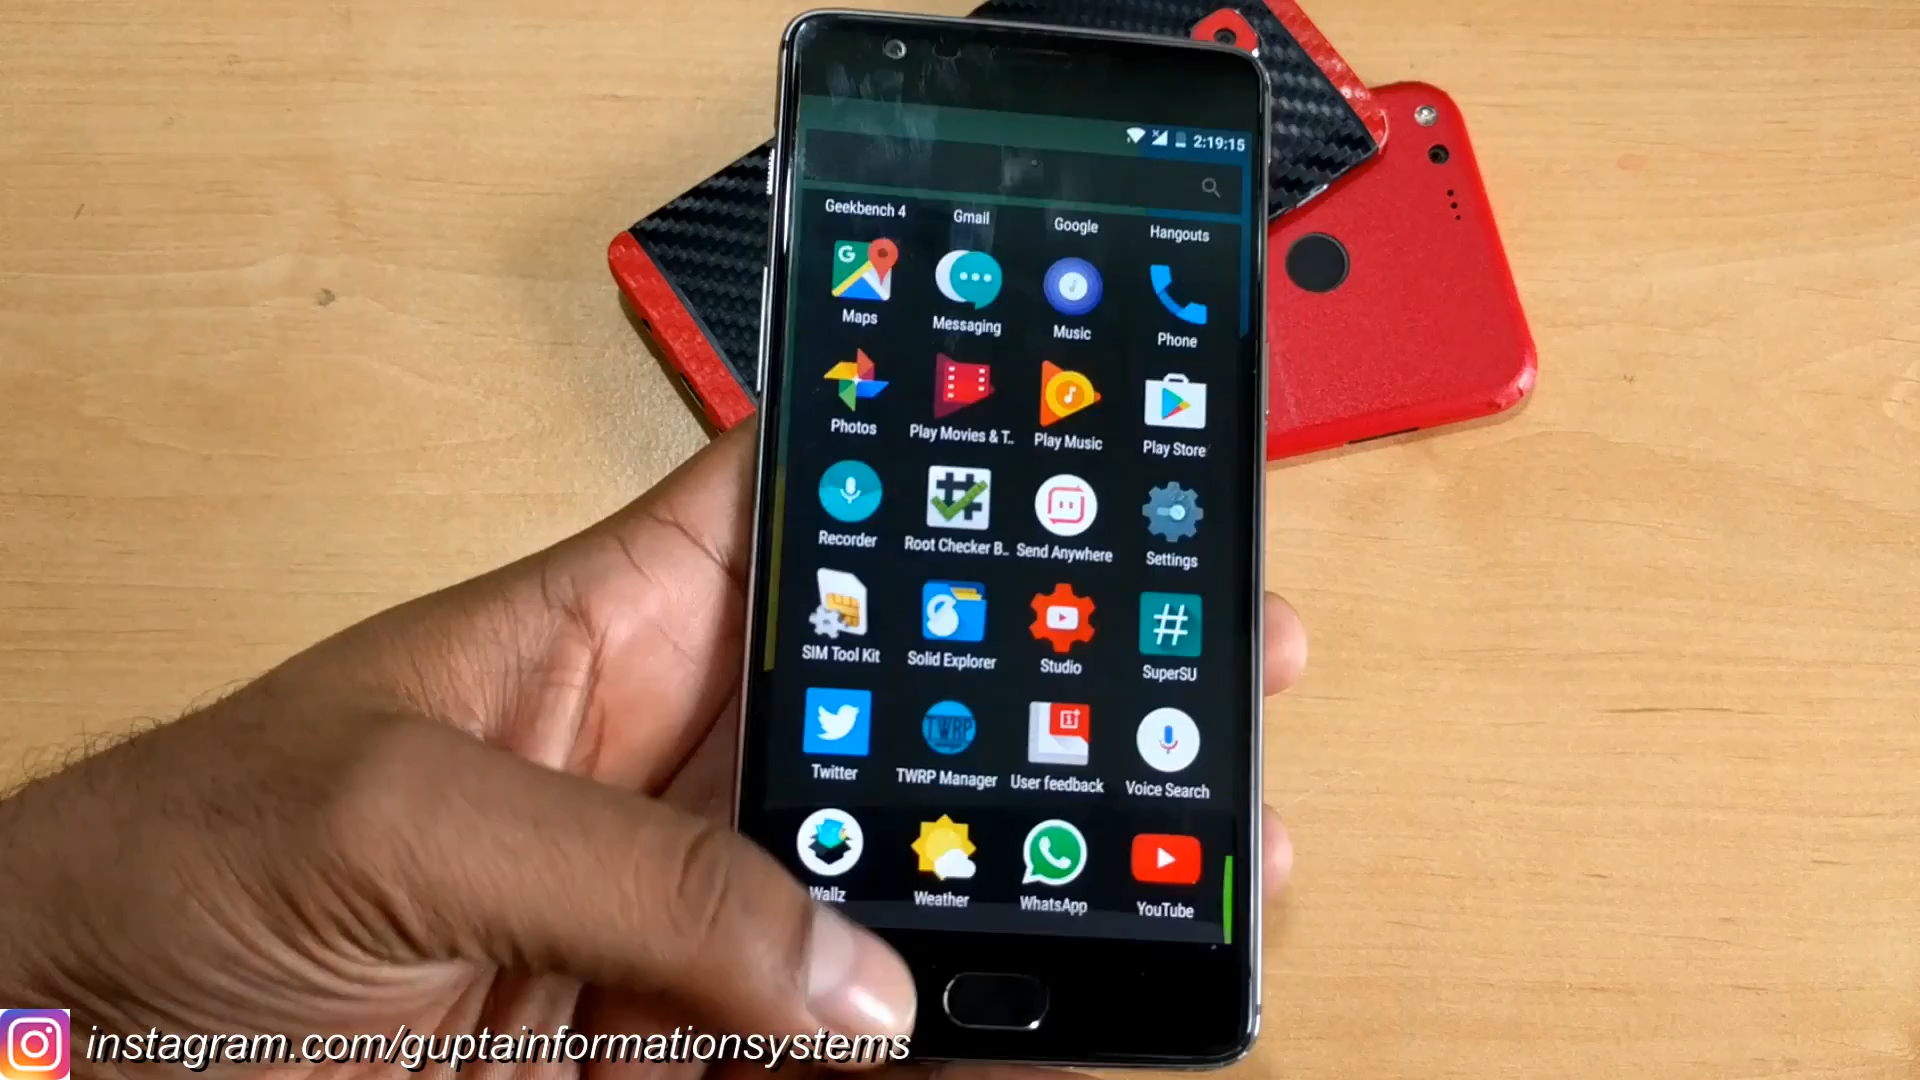 2:19:15
Geekbench 4 Gmail Google Hangouts
G
Maps Messaging Music Phone
Photos Play Movies & T.. Play Music Play Store
Recorder Root Checker B.. Send Anywhere Settings
SIM Tool Kit Solid Explorer Studio SuperSU
TWRP
Twitter TWRP Manager User feedback Voice Search
Wallz Weather WhatsApp YouTube
instagram.com/guptainformationsystems